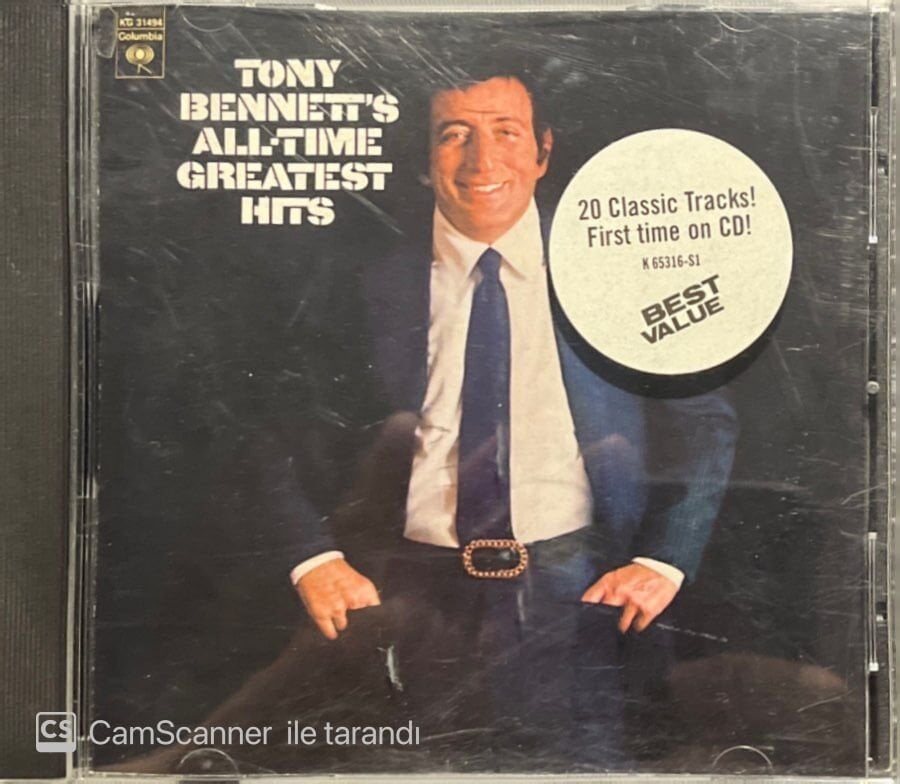 KG 31494
Columbia
TONY
BENNETT'S
ALL-TIME
GREATEST
HITS
20 Classic Tracks!
First time on CD!
K 65316-S1
BEST
VALUE
CS CamScanner ile tarandı